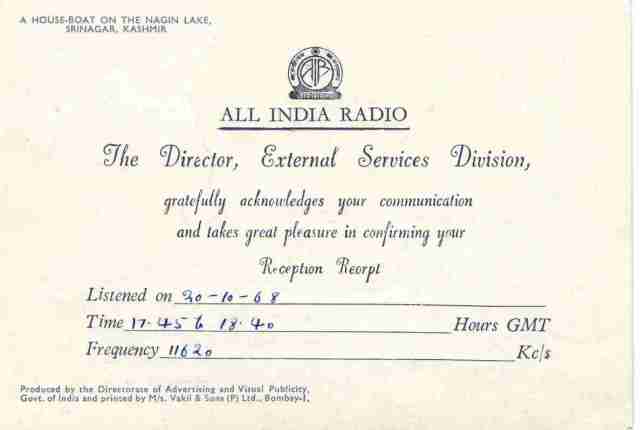 A HOUSE-BOAT ON THE NAGIN LAKE,
SRINAGAR, KASHMIR
ALL INDIA RADIO
The Director, External Services Division,
gratefully acknowledges your communication
and takes great pleasure in confirming your
Reception Reorpt
Listened on 20-10-68
Time 17.45 to 18.40 Hours GMT
Frequency 11620 Kc/s
Produced by the Directorate of Advertising and Visual Publicity,
Govt. of India and printed by M/s. Vakil & Sons (P) Ltd., Bombay-1.